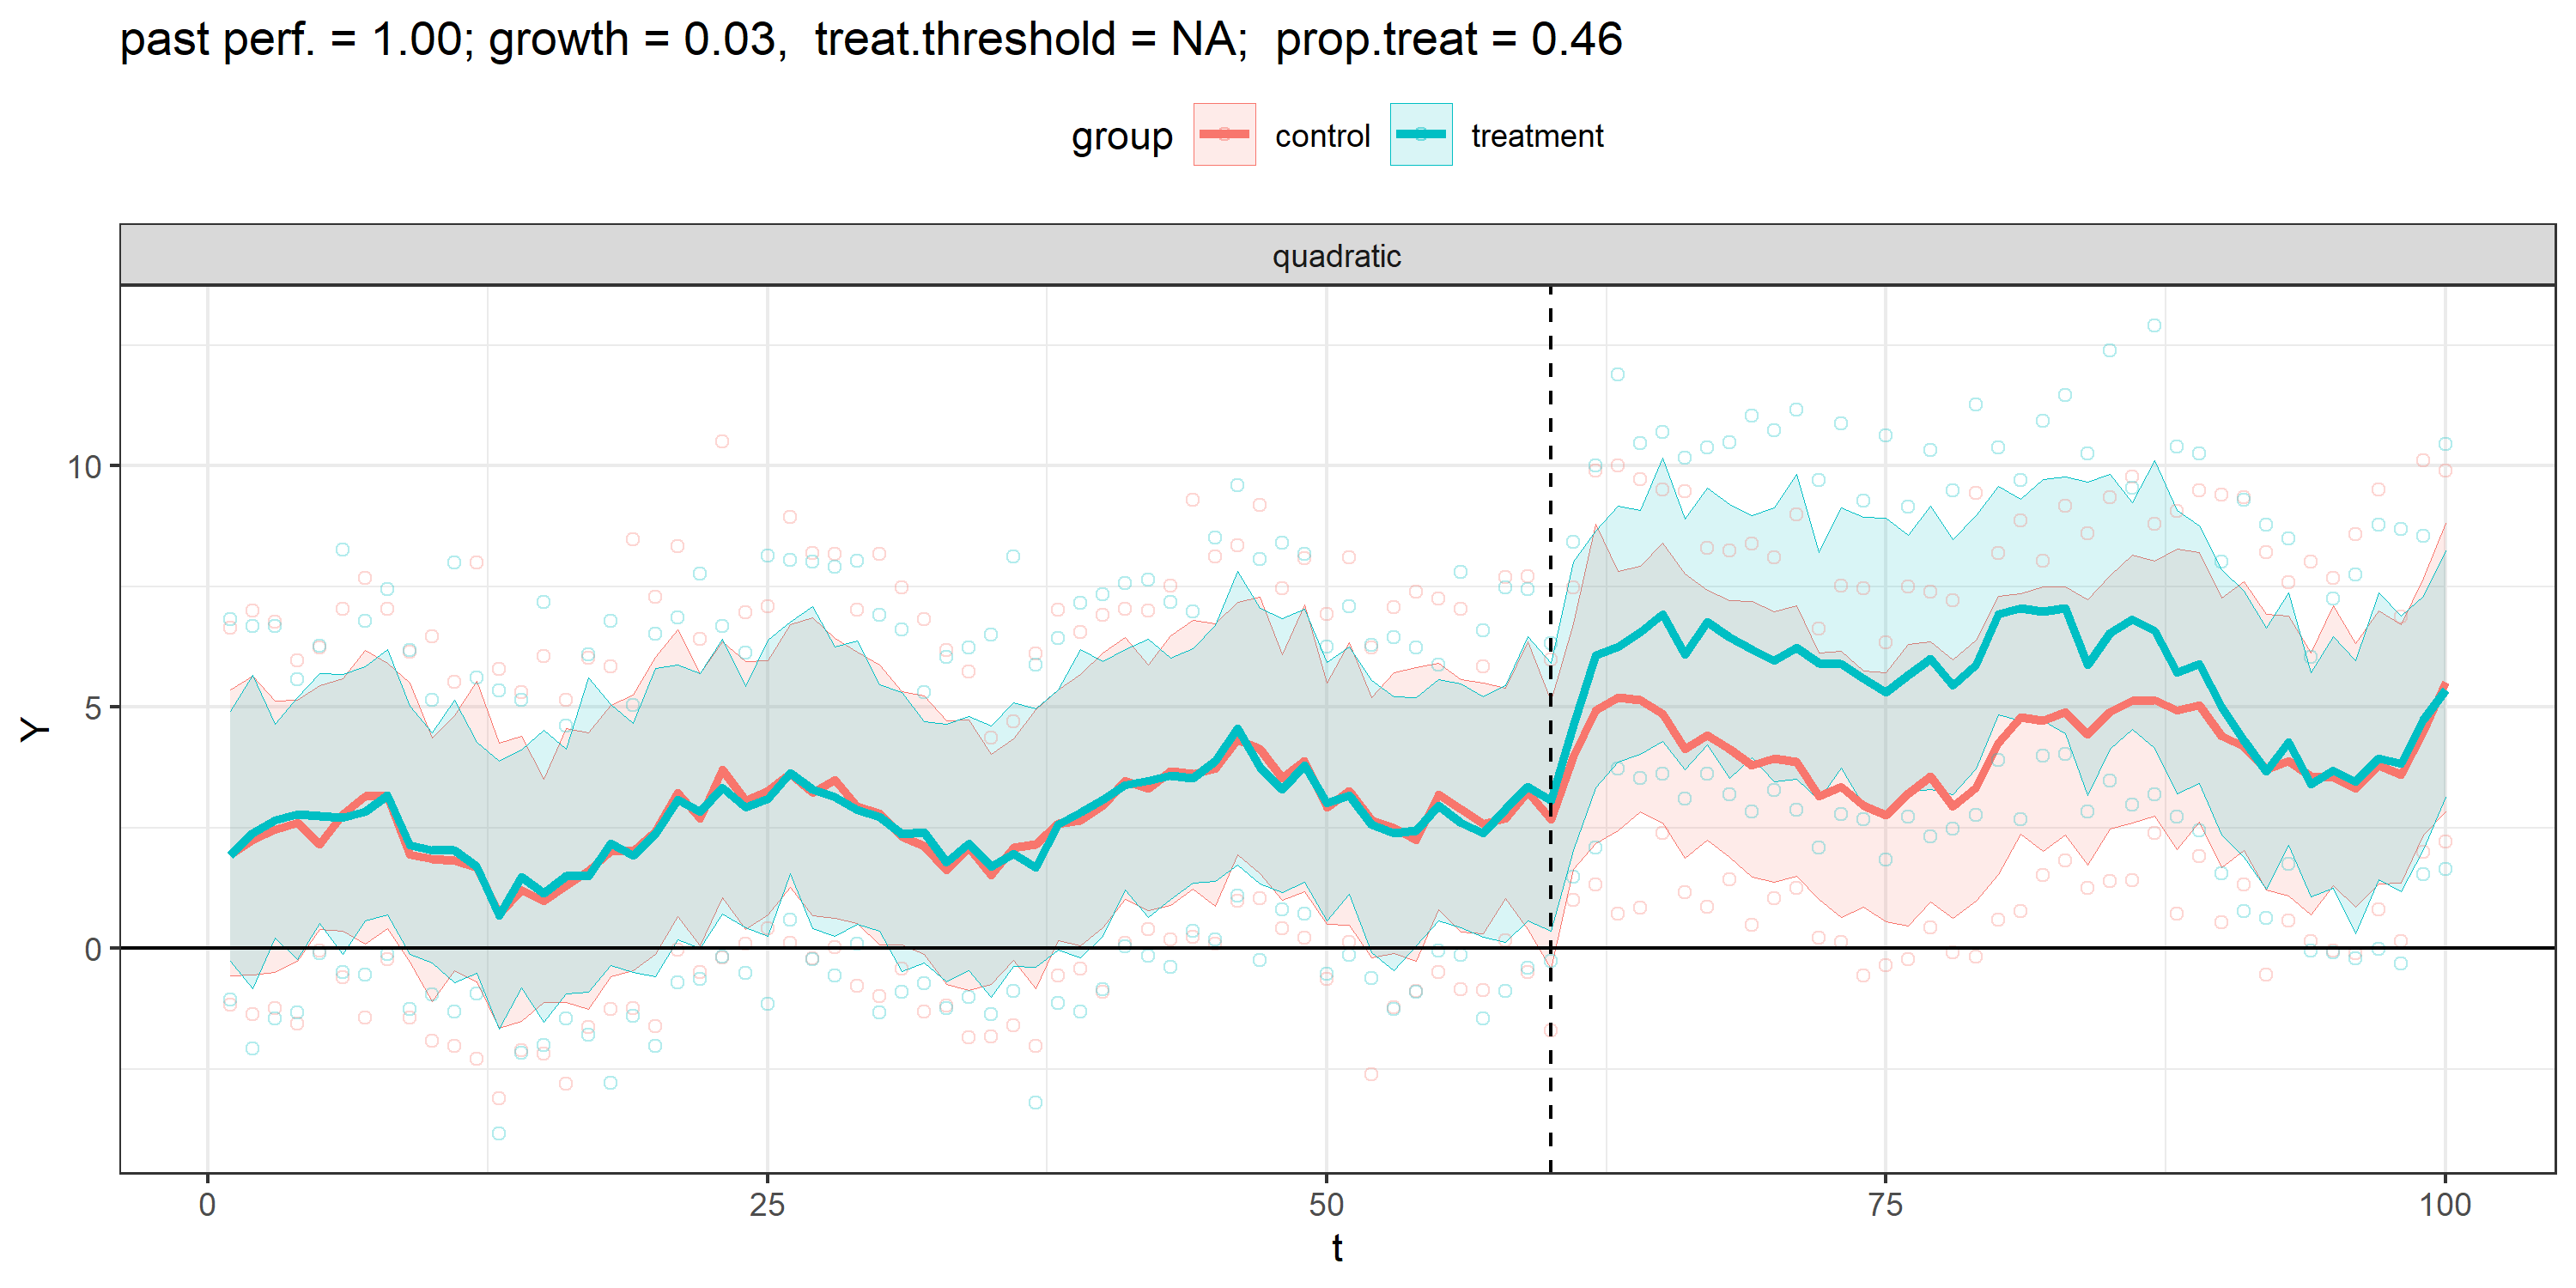 past perf. = 1.00; growth = 0.03,  treat.threshold = NA;  prop.treat = 0.46
group control treatment
quadratic
10
5
0
Y
0 25 50 75 100
t